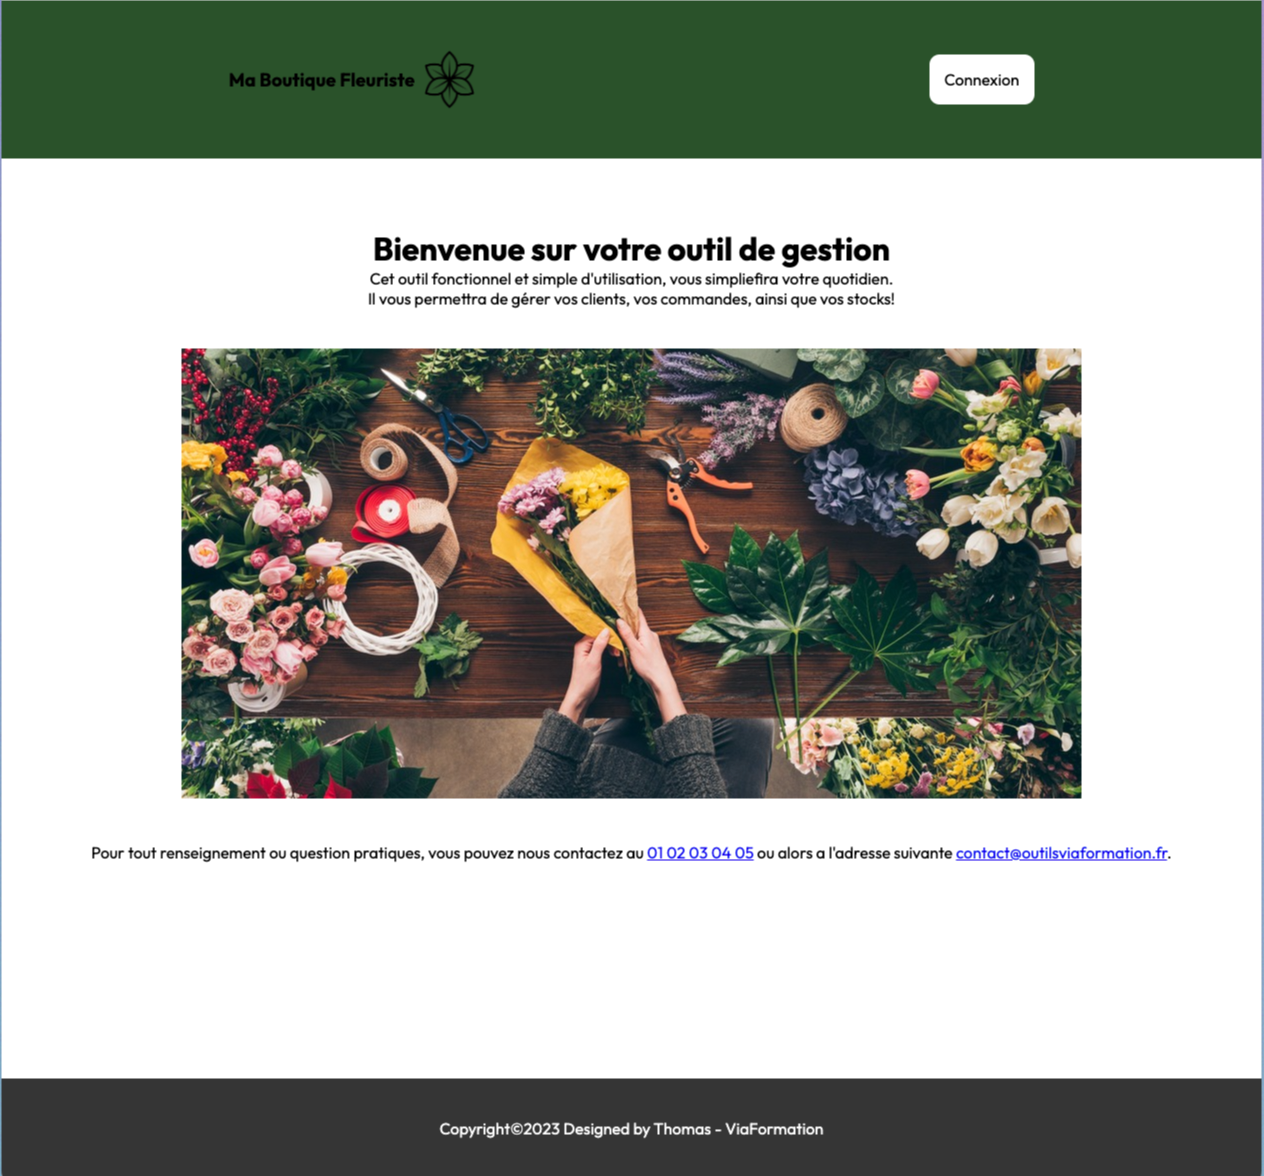 Ma Boutique Fleuriste
Connexion
Bienvenue sur votre outil de gestion
Cet outil fonctionnel et simple d'utilisation, vous simpliefira votre quotidien.
Il vous permettra de gérer vos clients, vos commandes, ainsi que vos stocks!
Pour tout renseignement ou question pratiques, vous pouvez nous contactez au 01 02 03 04 05 ou alors a l'adresse suivante contact@outilsviaformation.fr.
Copyright©2023 Designed by Thomas - ViaFormation